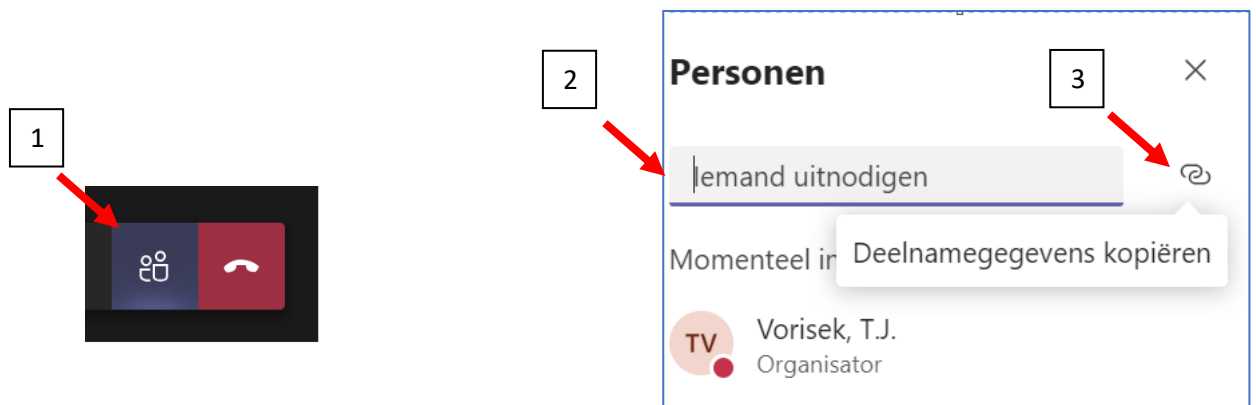 1
2
3
Personen
Iemand uitnodigen
Deelnamegegevens kopiëren
Momenteel in
TV
Vorisek, T.J.
Organisator